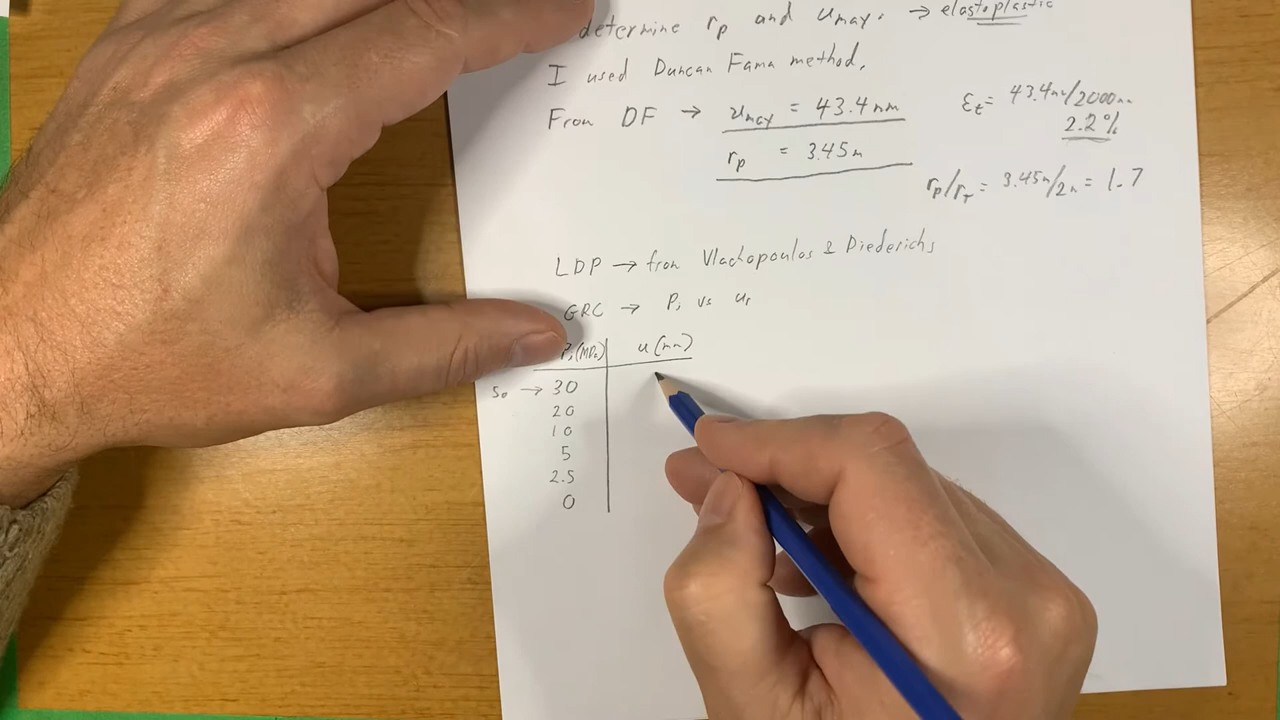 determine rp and umax. → elastoplastic
I used Duncan Fama method.
From DF → umax = 43.4 mm
rp = 3.45m
εt = 43.4mm/2000mm
2.2%
rp/rT = 3.45m/2m = 1.7
LDP → from Vlachopoulos & Diederichs
GRC → Pi vs ur
Pi (MPa) u (mm)
So → 30
20
10
5
2.5
0